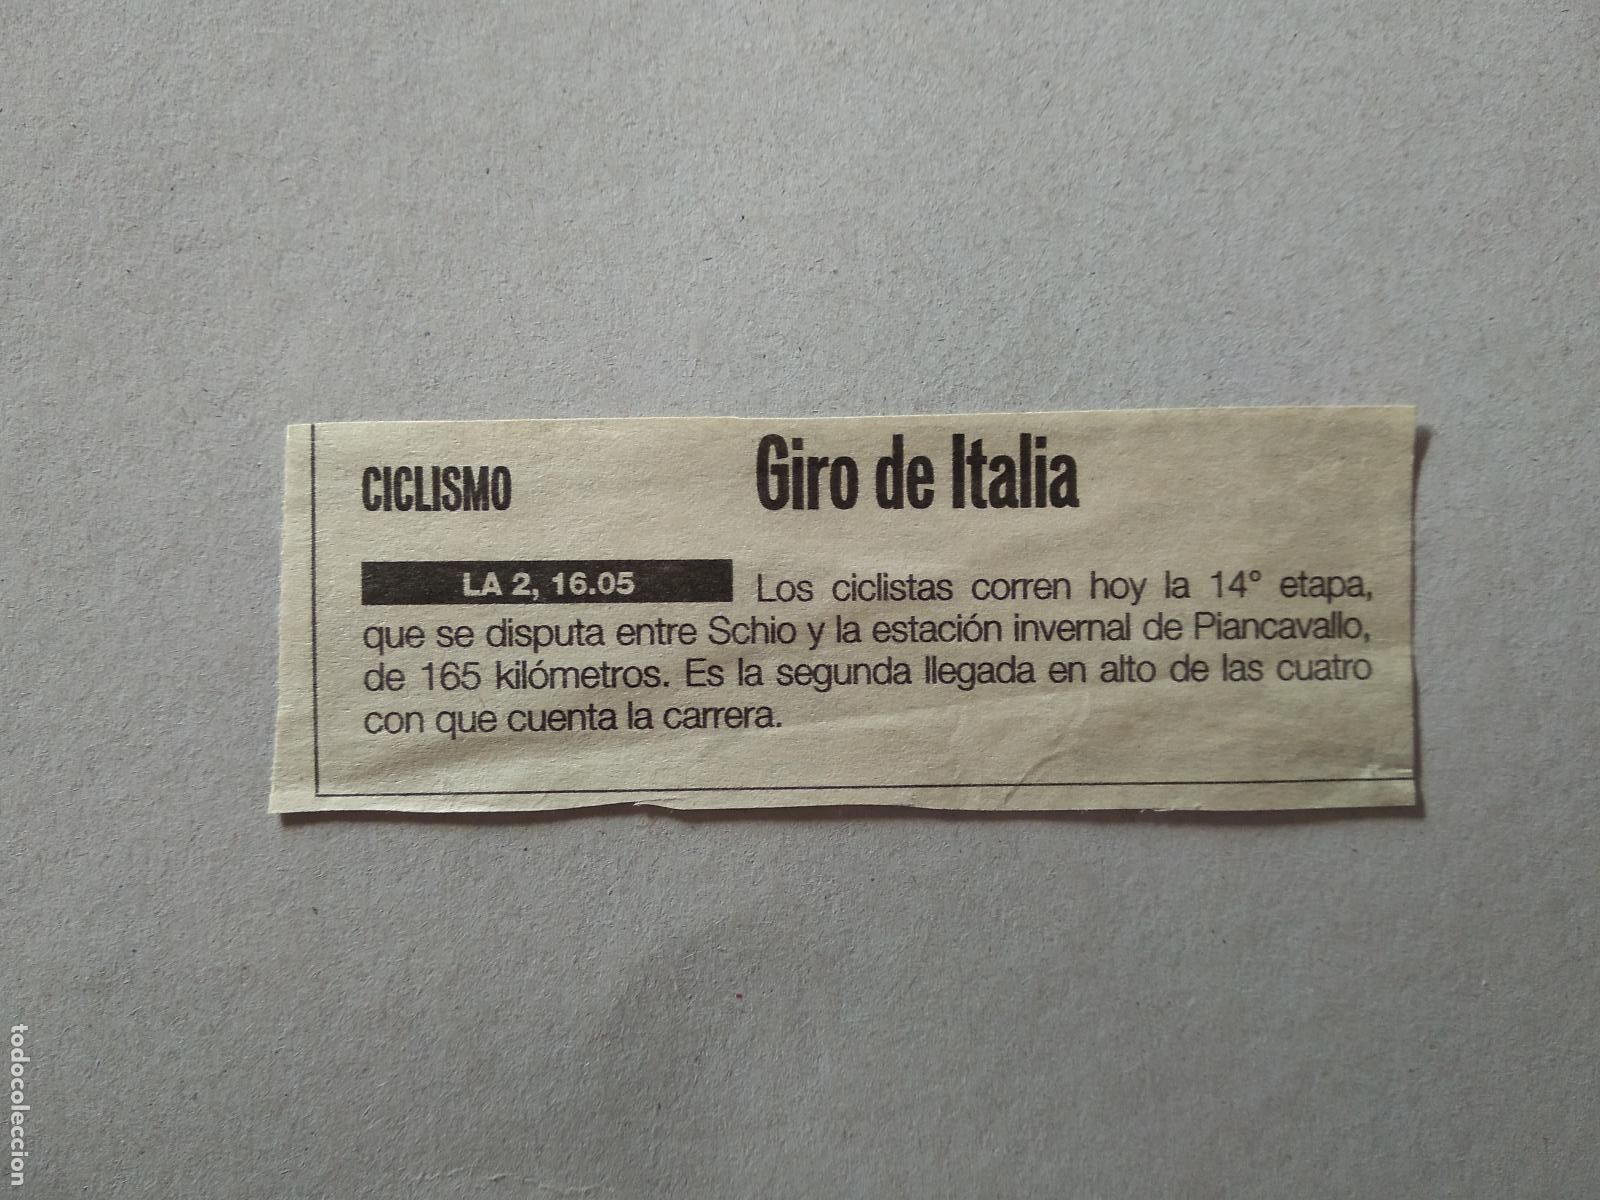 CICLISMO
Giro de Italia
LA 2, 16.05
Los ciclistas corren hoy la 14° etapa,
que se disputa entre Schio y la estación invernal de Piancavallo,
de 165 kilómetros. Es la segunda llegada en alto de las cuatro
con que cuenta la carrera.
todocoleccion